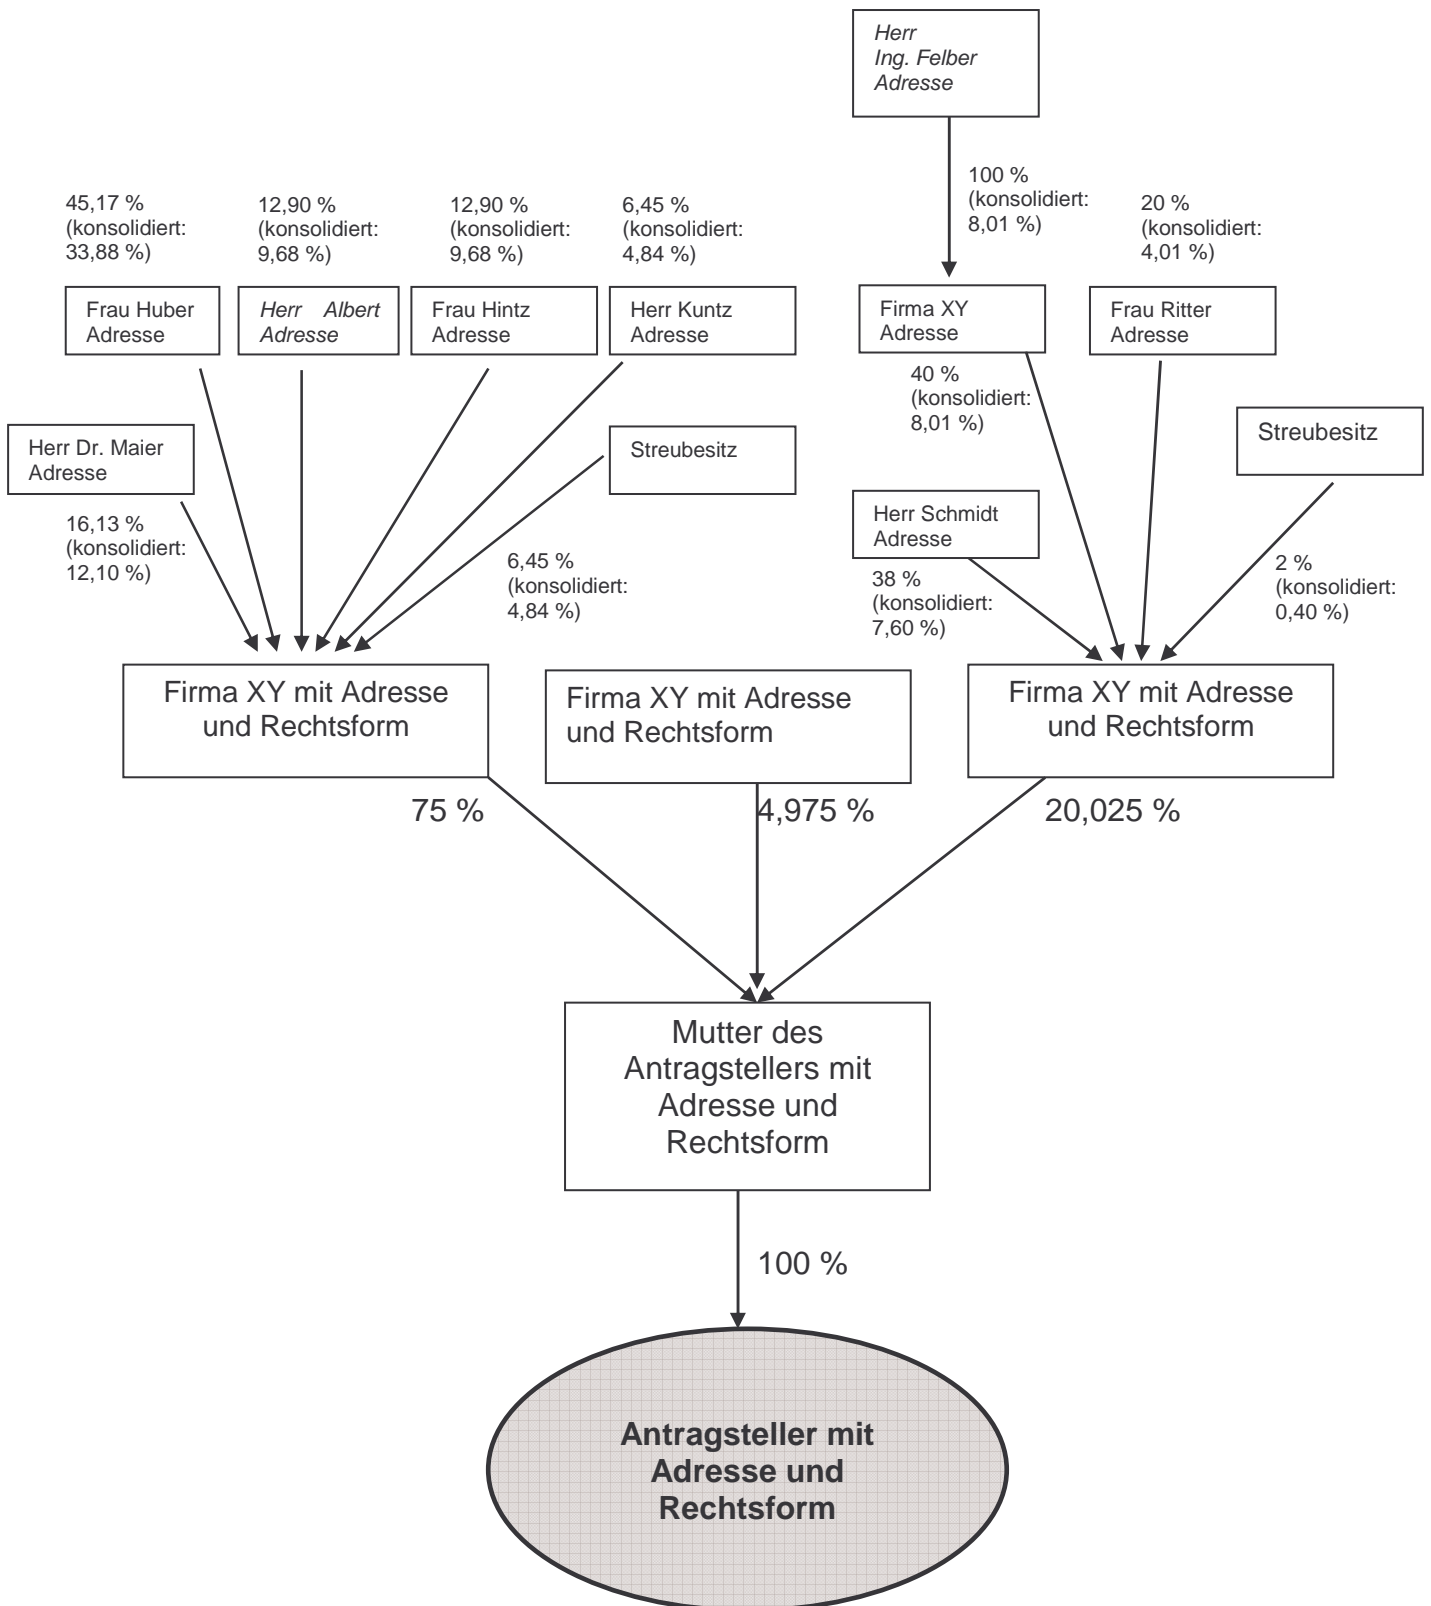 Herr
Ing. Felber
Adresse
100 %
(konsolidiert:
8,01 %)
45,17 %
(konsolidiert:
33,88 %)
12,90 %
(konsolidiert:
9,68 %)
12,90 %
(konsolidiert:
9,68 %)
6,45 %
(konsolidiert:
4,84 %)
20 %
(konsolidiert:
4,01 %)
Frau Huber
Adresse
Herr Albert
Adresse
Frau Hintz
Adresse
Herr Kuntz
Adresse
Firma XY
Adresse
Frau Ritter
Adresse
40 %
(konsolidiert:
8,01 %)
Herr Dr. Maier
Adresse
Streubesitz
Streubesitz
16,13 %
(konsolidiert:
12,10 %)
6,45 %
(konsolidiert:
4,84 %)
Herr Schmidt
Adresse
38 %
(konsolidiert:
7,60 %)
2 %
(konsolidiert:
0,40 %)
Firma XY mit Adresse
und Rechtsform
Firma XY mit Adresse
und Rechtsform
Firma XY mit Adresse
und Rechtsform
75 %
4,975 %
20,025 %
Mutter des
Antragstellers mit
Adresse und
Rechtsform
100 %
Antragsteller mit
Adresse und
Rechtsform